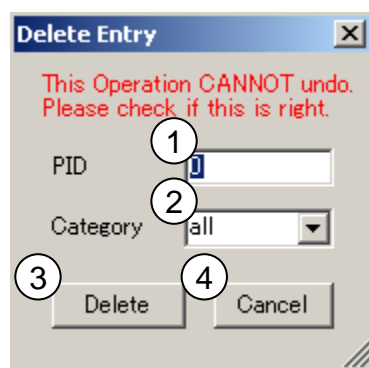 Delete Entry
This Operation CANNOT undo.
Please check if this is right.
1
PID 0
2
Category all
3 4
Delete Cancel